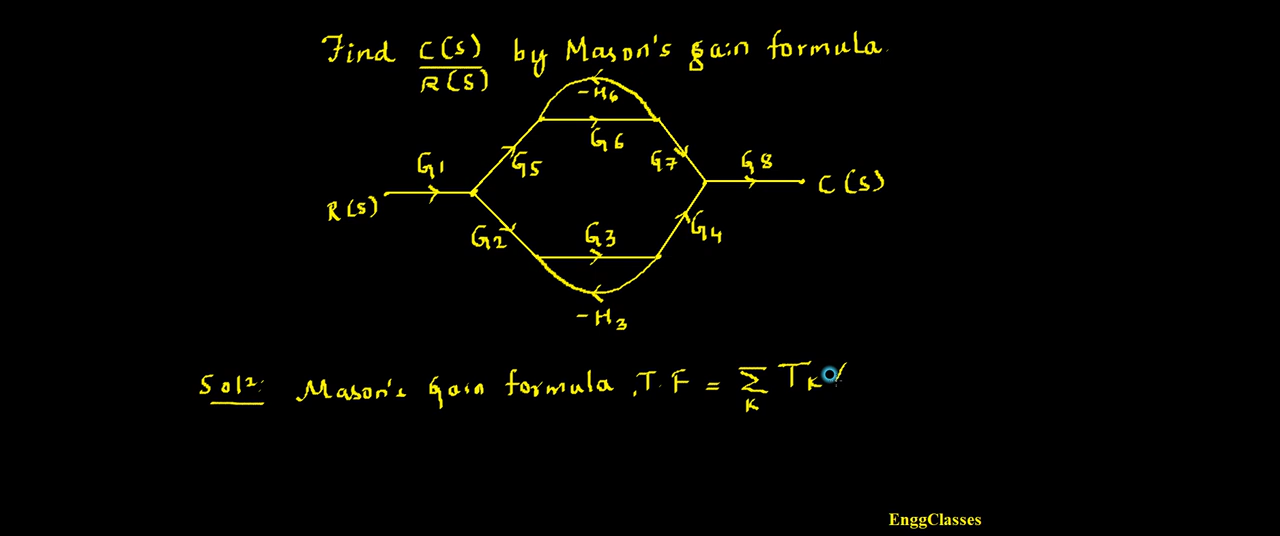 Find C(s)/R(s) by Mason's gain formula.
-H6
G6
G1
G5
G7
G8
R(s)
C(s)
G2
G3
G4
-H3
Soln: Mason's Gain formula, T.F = Σ TK
K
EnggClasses